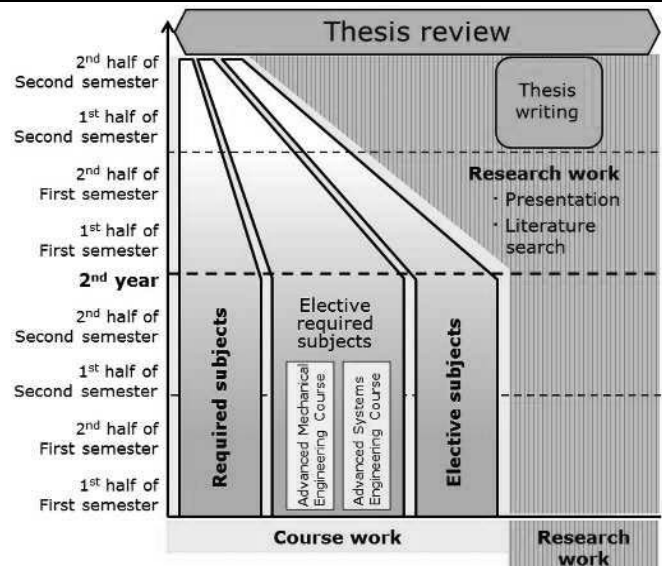 Thesis review
2nd half of
Second semester
1st half of
Second semester
2nd half of
First semester
1st half of
First semester
2nd year
2nd half of
Second semester
1st half of
Second semester
2nd half of
First semester
1st half of
First semester
Thesis
writing
Research work
· Presentation
· Literature
search
Required subjects
Elective
required
subjects
Advanced Mechanical
Engineering Course
Advanced Systems
Engineering Course
Elective subjects
Course work
Research
work